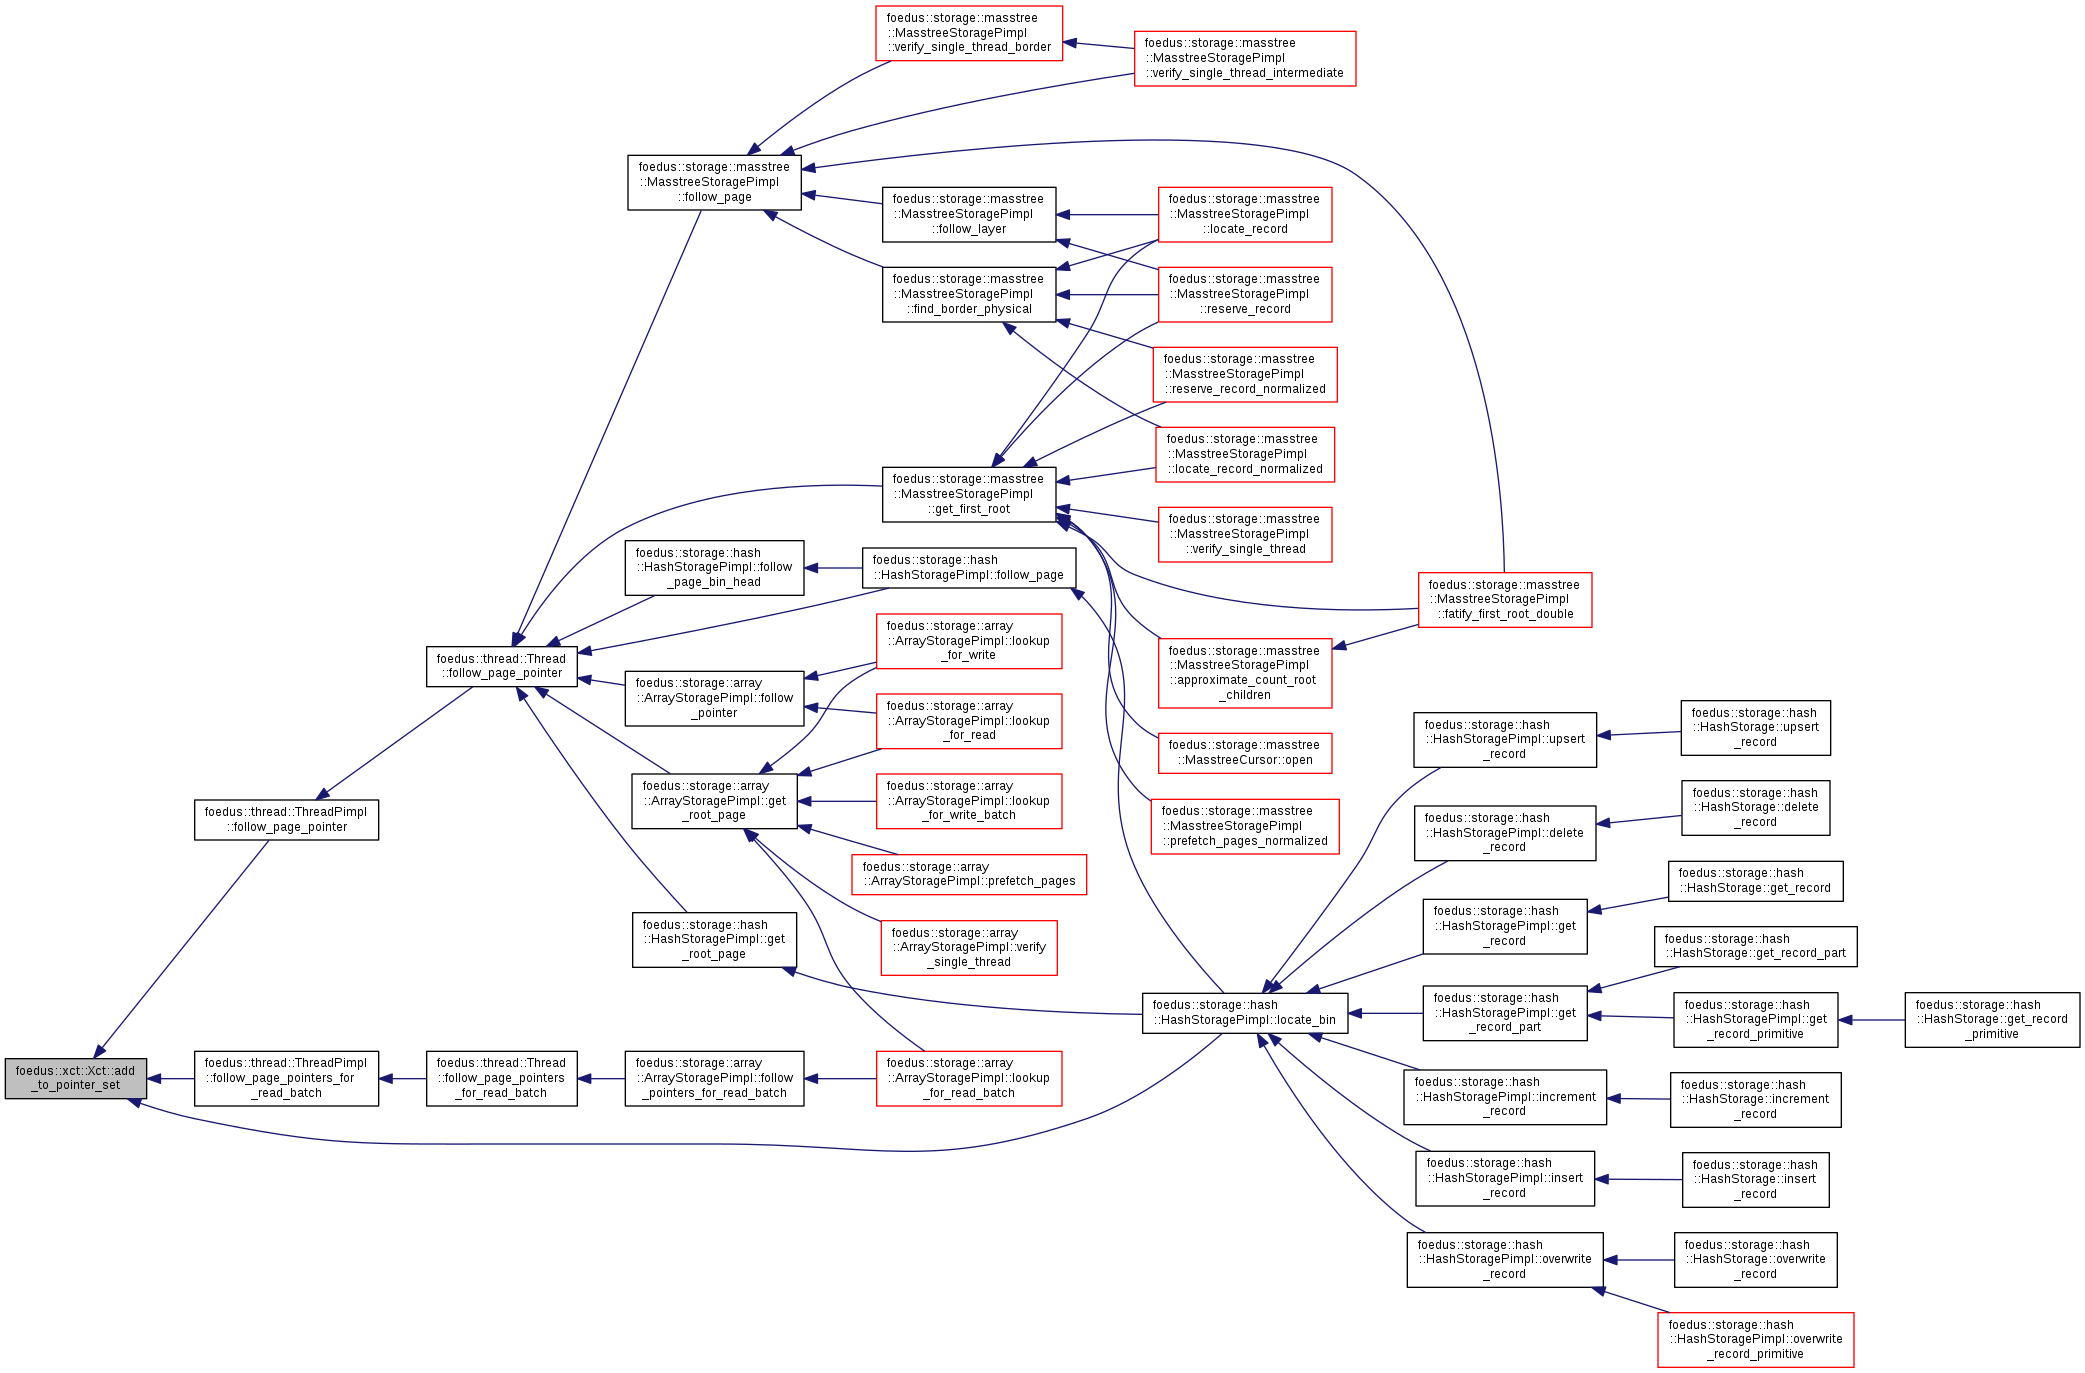 foedus::storage::masstree
::MasstreeStoragePimpl
::verify_single_thread_border
foedus::storage::masstree
::MasstreeStoragePimpl
::verify_single_thread_intermediate
foedus::storage::masstree
::MasstreeStoragePimpl
::follow_page
foedus::storage::masstree
::MasstreeStoragePimpl
::follow_layer
foedus::storage::masstree
::MasstreeStoragePimpl
::locate_record
foedus::storage::masstree
::MasstreeStoragePimpl
::find_border_physical
foedus::storage::masstree
::MasstreeStoragePimpl
::reserve_record
foedus::storage::masstree
::MasstreeStoragePimpl
::reserve_record_normalized
foedus::storage::masstree
::MasstreeStoragePimpl
::locate_record_normalized
foedus::storage::masstree
::MasstreeStoragePimpl
::get_first_root
foedus::storage::masstree
::MasstreeStoragePimpl
::verify_single_thread
foedus::storage::hash
::HashStoragePimpl::follow
_page_bin_head
foedus::storage::hash
::HashStoragePimpl::follow_page
foedus::storage::masstree
::MasstreeStoragePimpl
::fatify_first_root_double
foedus::storage::array
::ArrayStoragePimpl::lookup
_for_write
foedus::thread::Thread
::follow_page_pointer
foedus::storage::array
::ArrayStoragePimpl::follow
_pointer
foedus::storage::masstree
::MasstreeStoragePimpl
::approximate_count_root
_children
foedus::storage::array
::ArrayStoragePimpl::lookup
_for_read
foedus::storage::masstree
::MasstreeCursor::open
foedus::storage::hash
::HashStoragePimpl::upsert
_record
foedus::storage::hash
::HashStorage::upsert
_record
foedus::storage::array
::ArrayStoragePimpl::get
_root_page
foedus::storage::array
::ArrayStoragePimpl::lookup
_for_write_batch
foedus::storage::masstree
::MasstreeStoragePimpl
::prefetch_pages_normalized
foedus::storage::hash
::HashStoragePimpl::delete
_record
foedus::storage::hash
::HashStorage::delete
_record
foedus::thread::ThreadPimpl
::follow_page_pointer
foedus::storage::array
::ArrayStoragePimpl::prefetch_pages
foedus::storage::hash
::HashStorage::get_record
foedus::storage::hash
::HashStoragePimpl::get
_root_page
foedus::storage::array
::ArrayStoragePimpl::verify
_single_thread
foedus::storage::hash
::HashStoragePimpl::get
_record
foedus::storage::hash
::HashStorage::get_record_part
foedus::storage::hash
::HashStoragePimpl::locate_bin
foedus::storage::hash
::HashStoragePimpl::get
_record_part
foedus::storage::hash
::HashStoragePimpl::get
_record_primitive
foedus::storage::hash
::HashStorage::get_record
_primitive
foedus::xct::Xct::add
_to_pointer_set
foedus::thread::ThreadPimpl
::follow_page_pointers_for
_read_batch
foedus::thread::Thread
::follow_page_pointers
_for_read_batch
foedus::storage::array
::ArrayStoragePimpl::follow
_pointers_for_read_batch
foedus::storage::array
::ArrayStoragePimpl::lookup
_for_read_batch
foedus::storage::hash
::HashStoragePimpl::increment
_record
foedus::storage::hash
::HashStorage::increment
_record
foedus::storage::hash
::HashStoragePimpl::insert
_record
foedus::storage::hash
::HashStorage::insert
_record
foedus::storage::hash
::HashStoragePimpl::overwrite
_record
foedus::storage::hash
::HashStorage::overwrite
_record
foedus::storage::hash
::HashStoragePimpl::overwrite
_record_primitive